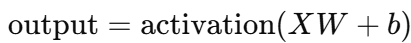 output = activation(XW + b)